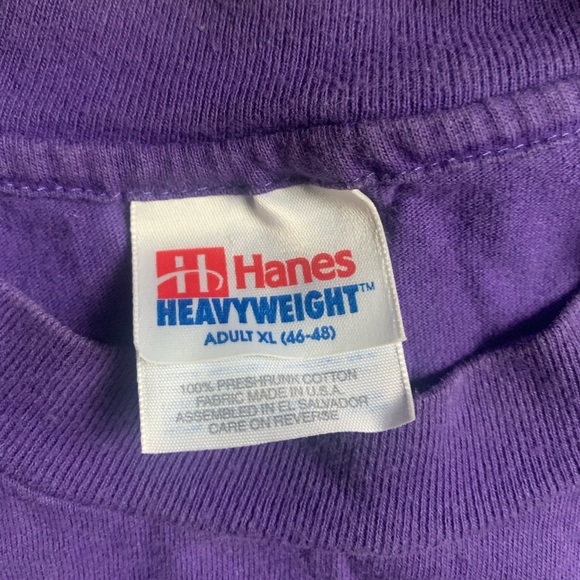 Hanes
HEAVYWEIGHT™
ADULT XL (46-48)
100% PRESHRUNK COTTON
FABRIC MADE IN U.S.A.
ASSEMBLED IN EL SALVADOR
CARE ON REVERSE